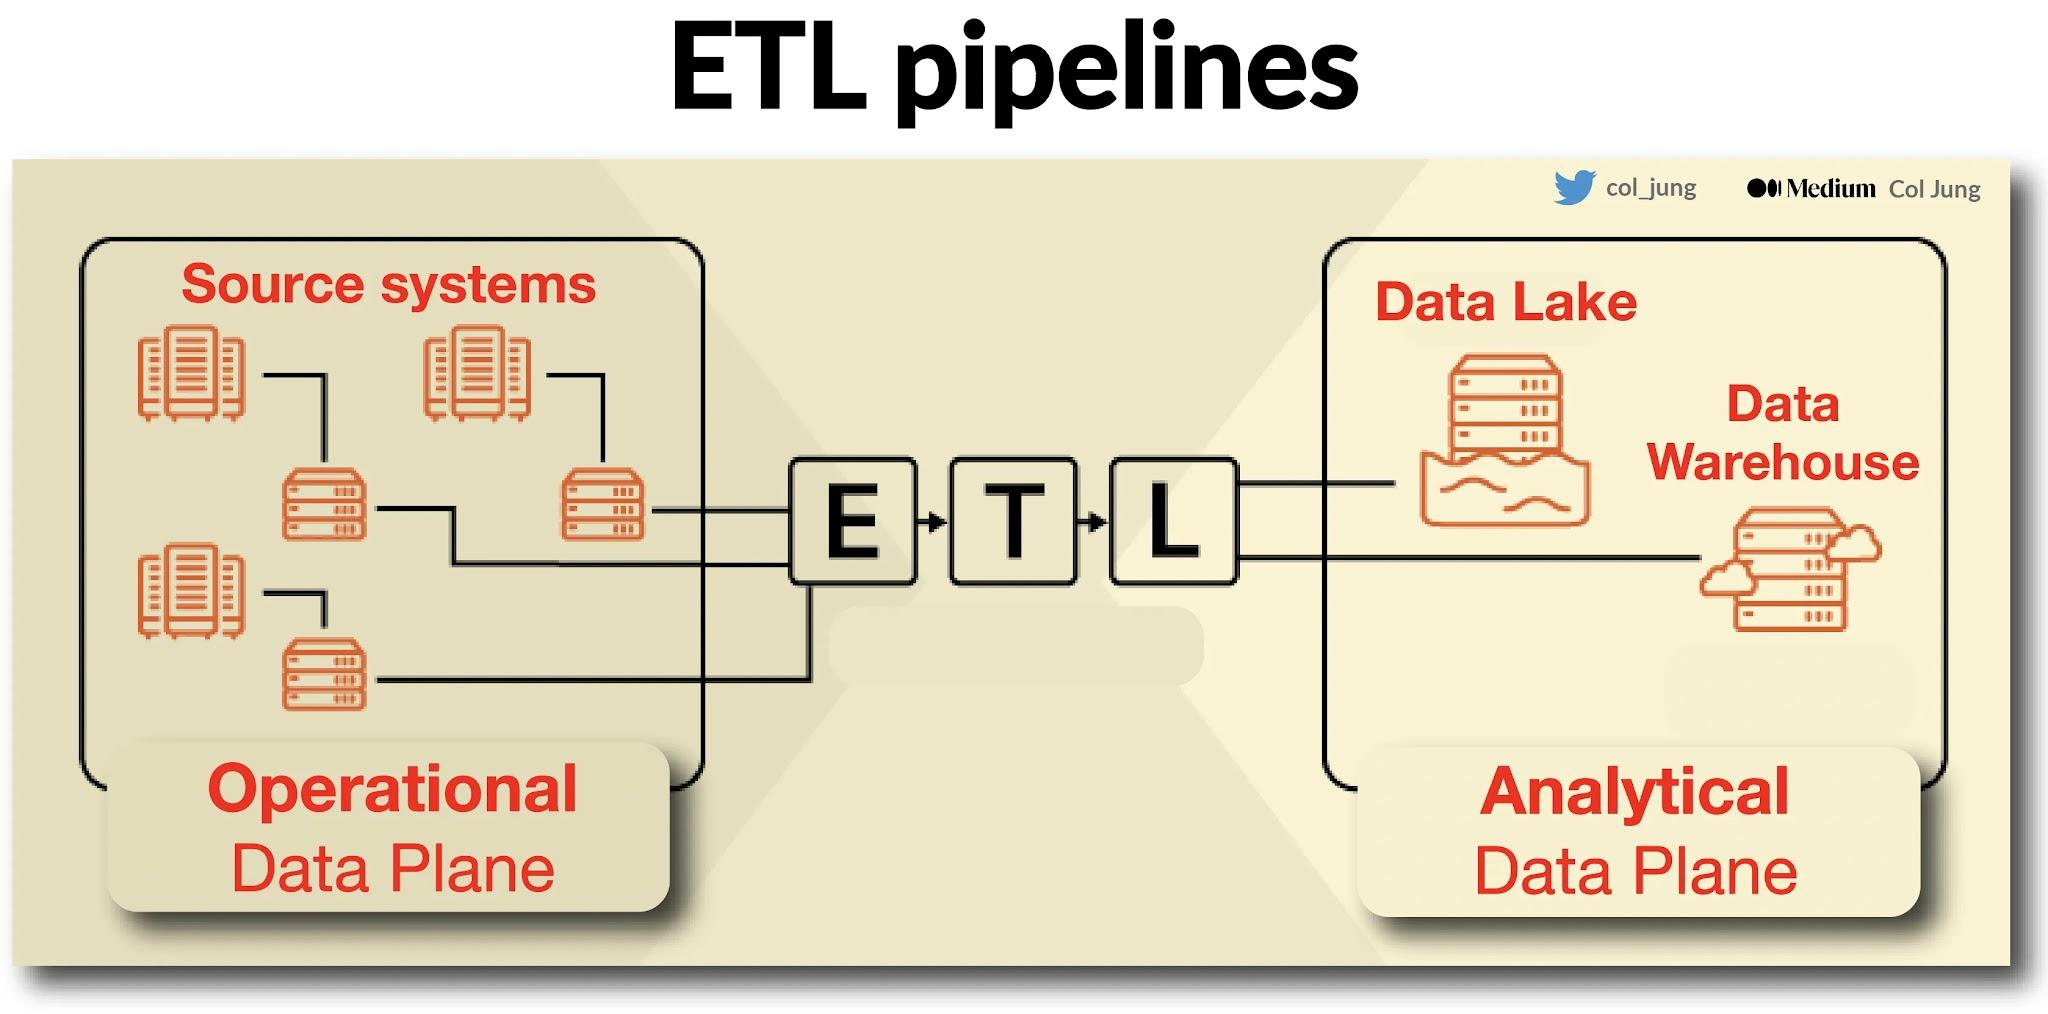 ETL pipelines
col_jung
Medium Col Jung
Source systems
Data Lake
Data
Warehouse
E
T
L
Operational
Data Plane
Analytical
Data Plane